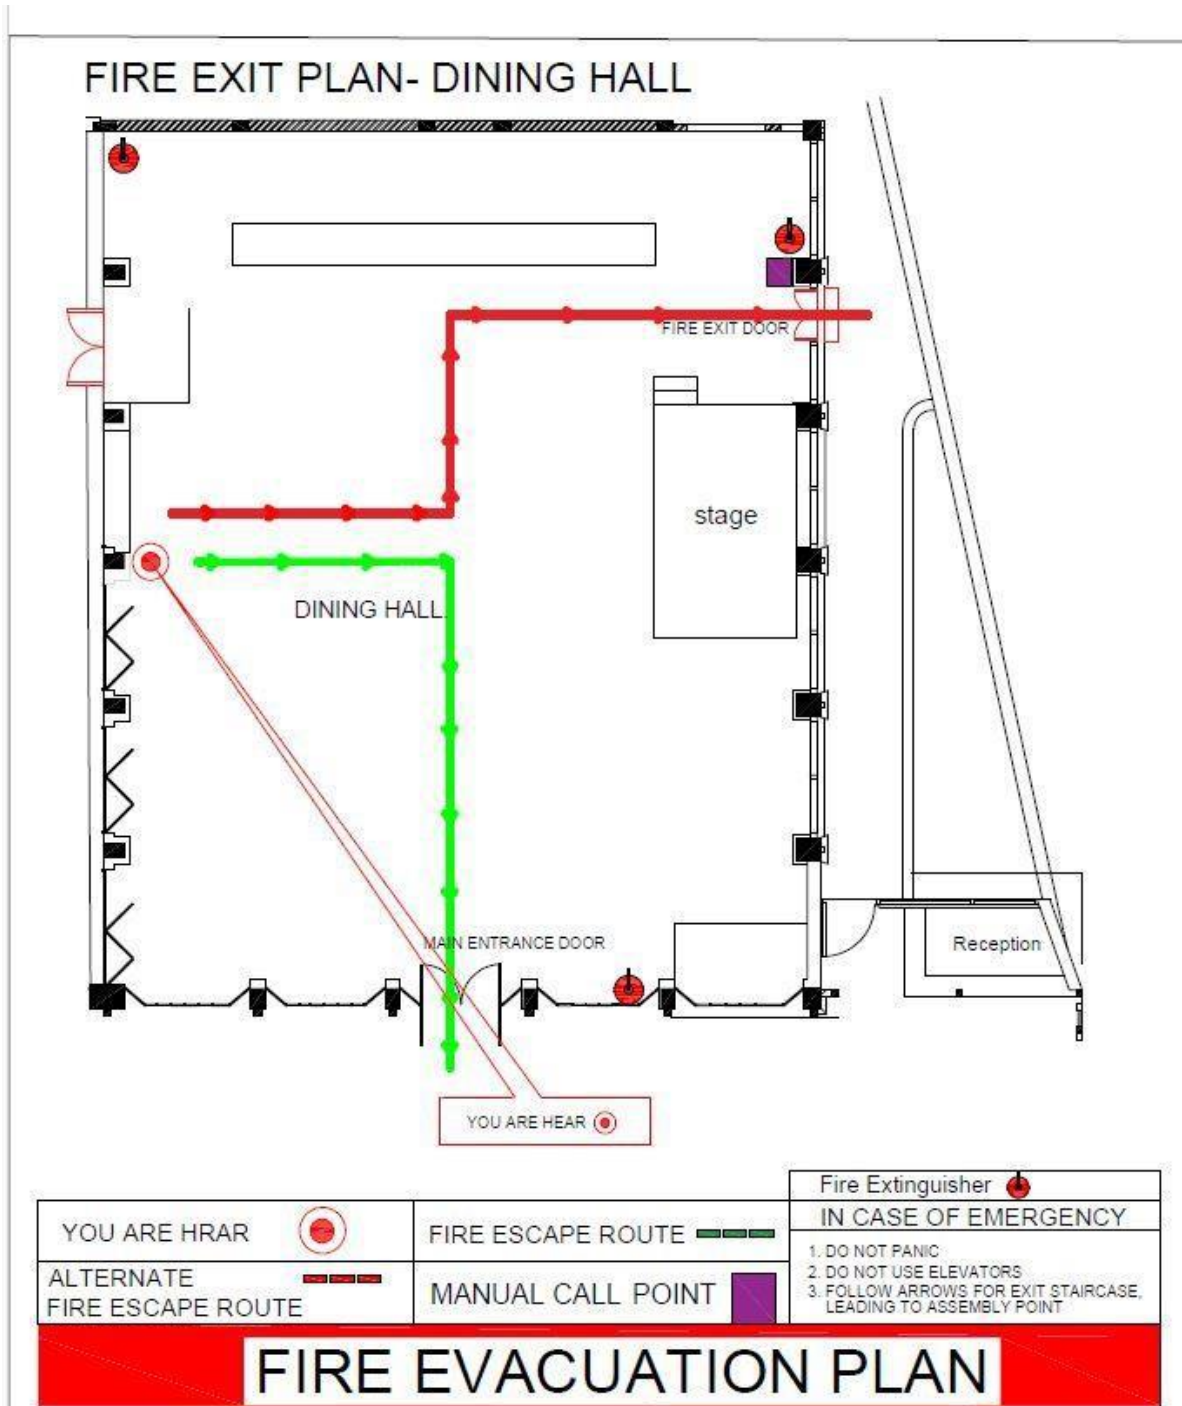 FIRE EXIT PLAN- DINING HALL
FIRE EXIT DOOR
stage
DINING HALL.
MAIN ENTRANCE DOOR
Reception
YOU ARE HEAR
Fire Extinguisher
YOU ARE HRAR
FIRE ESCAPE ROUTE
IN CASE OF EMERGENCY
ALTERNATE
FIRE ESCAPE ROUTE
MANUAL CALL POINT
1. DO NOT PANIC
2. DO NOT USE ELEVATORS
3. FOLLOW ARROWS FOR EXIT STAIRCASE,
LEADING TO ASSEMBLY POINT
FIRE EVACUATION PLAN